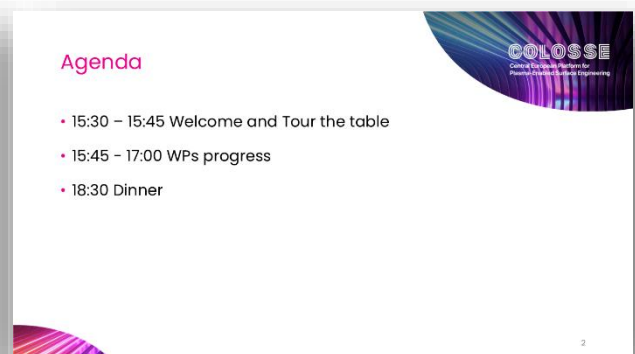 Agenda
COLOSSE
Central European Platform for
Plasma-Enabled Surface Engineering
• 15:30 – 15:45 Welcome and Tour the table
• 15:45 - 17:00 WPs progress
• 18:30 Dinner
2